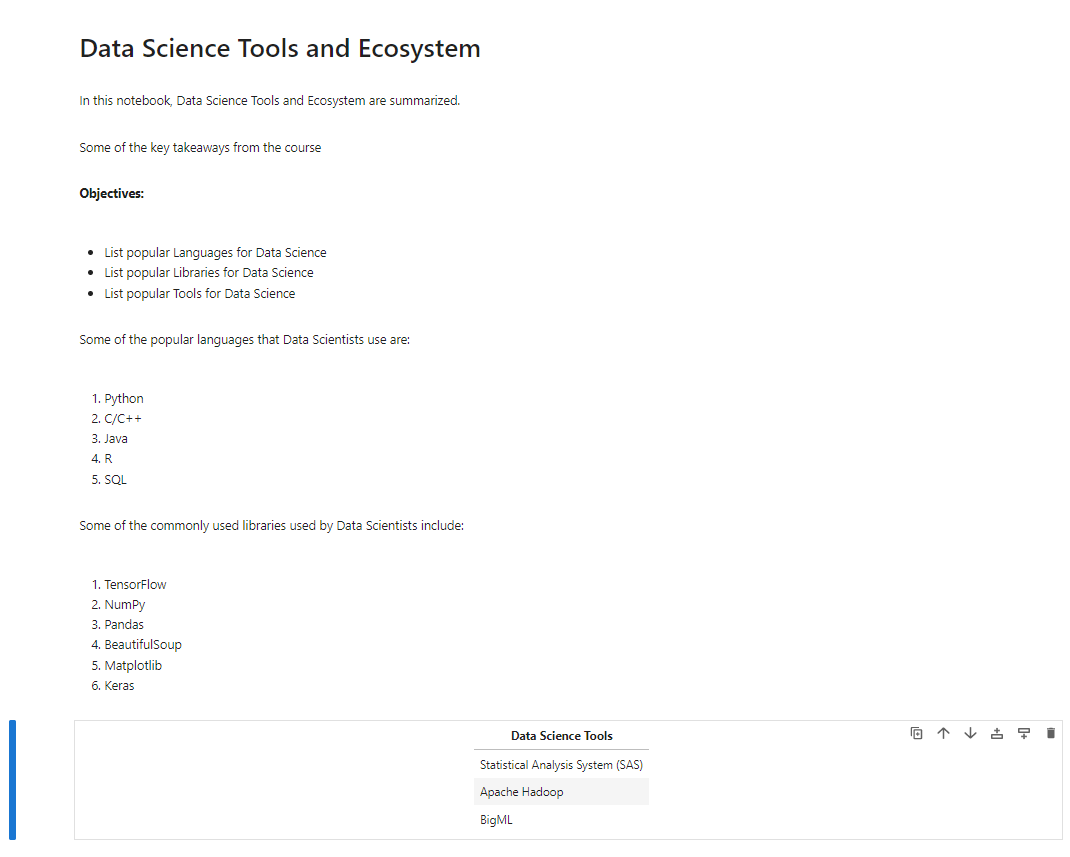 Data Science Tools and Ecosystem
In this notebook, Data Science Tools and Ecosystem are summarized.
Some of the key takeaways from the course
Objectives:
• List popular Languages for Data Science
• List popular Libraries for Data Science
• List popular Tools for Data Science
Some of the popular languages that Data Scientists use are:
1. Python
2. C/C++
3. Java
4. R
5. SQL
Some of the commonly used libraries used by Data Scientists include:
1. TensorFlow
2. NumPy
3. Pandas
4. BeautifulSoup
5. Matplotlib
6. Keras
Data Science Tools
Statistical Analysis System (SAS)
Apache Hadoop
BigML